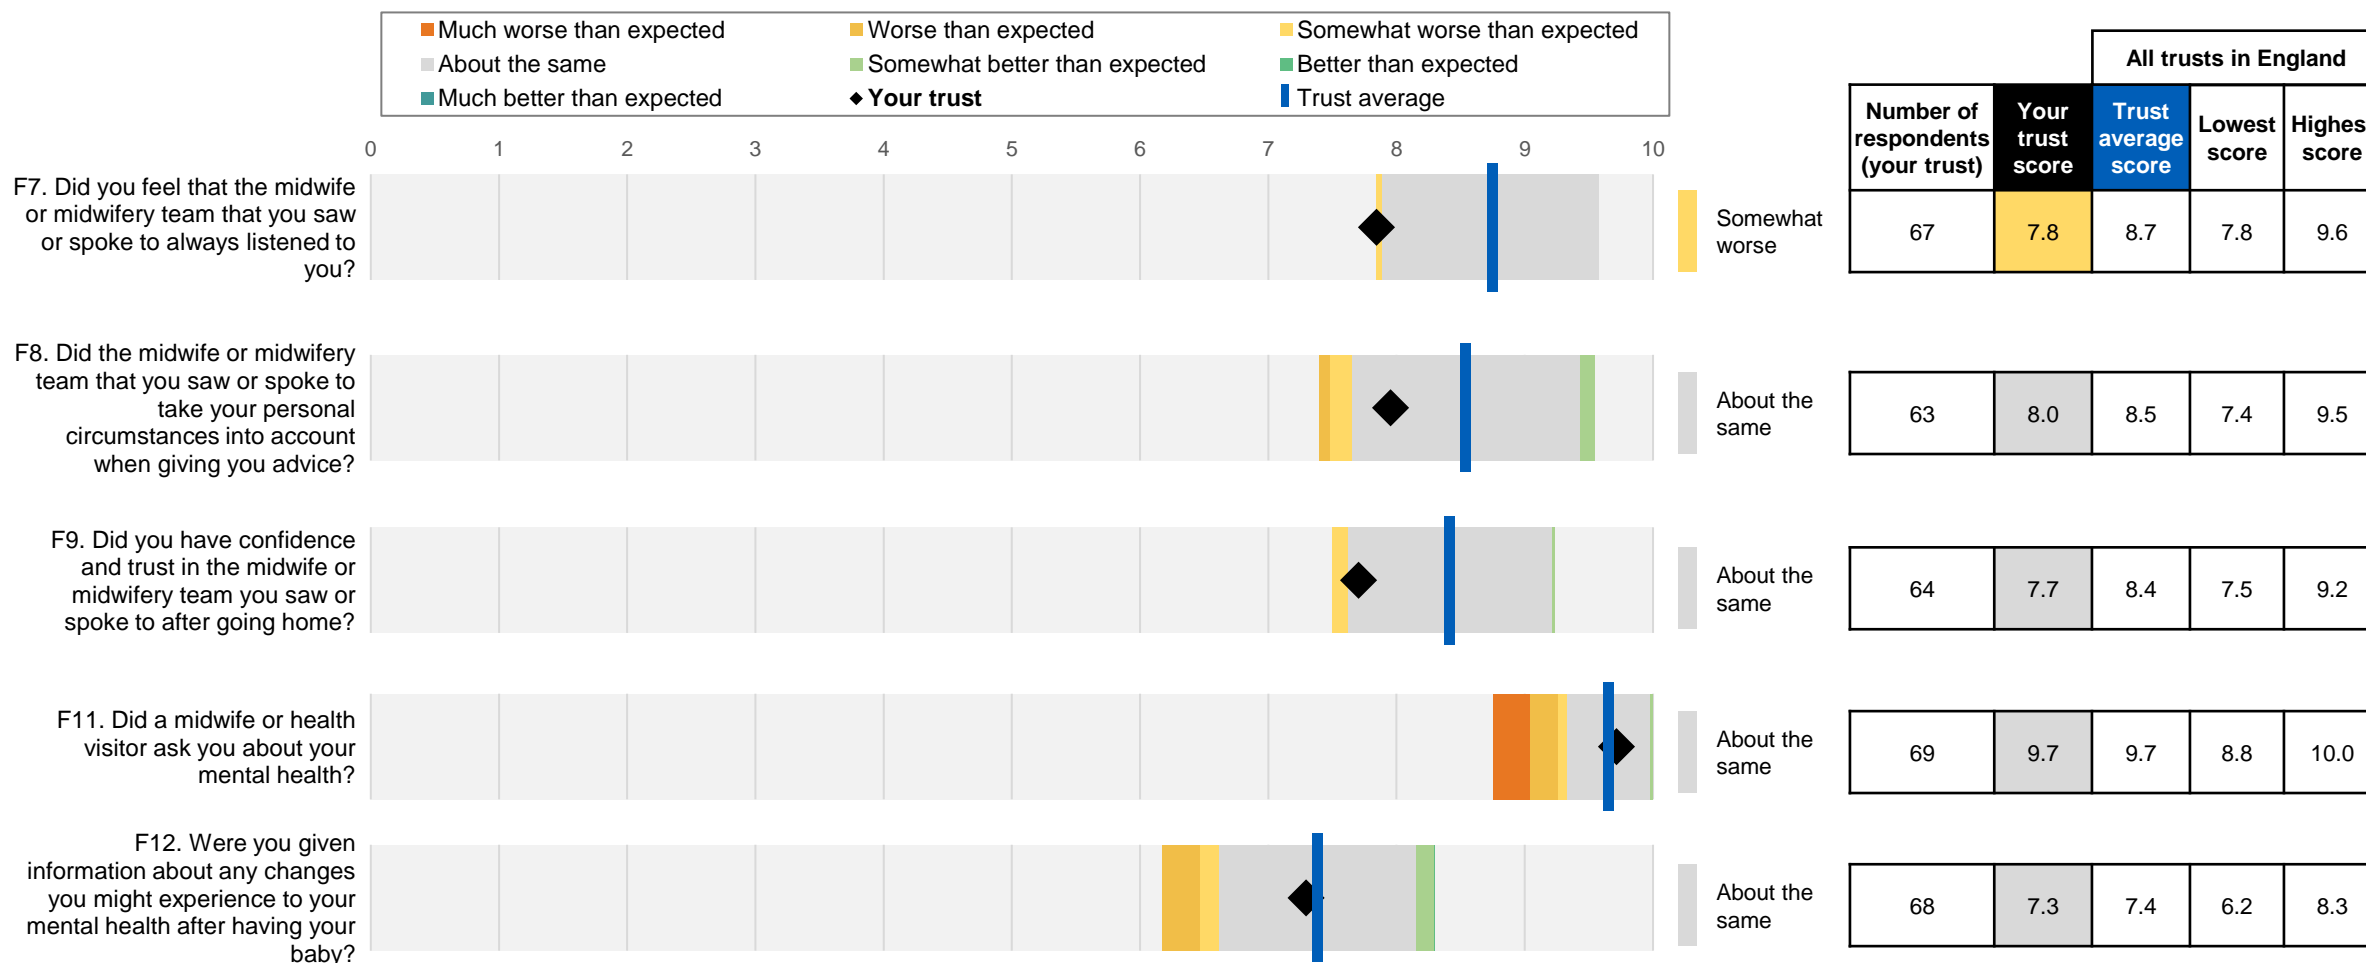 Much worse than expected
Worse than expected
Somewhat worse than expected
About the same
Somewhat better than expected
Better than expected
Much better than expected
Your trust
Trust average
All trusts in England
Number of
respondents
(your trust)
Your
trust
score
Trust
average
score
Lowest
score
Highes
score
0 1 2 3 4 5 6 7 8 9 10
F7. Did you feel that the midwife
or midwifery team that you saw
or spoke to always listened to
you?
Somewhat
worse
67 7.8 8.7 7.8 9.6
F8. Did the midwife or midwifery
team that you saw or spoke to
take your personal
circumstances into account
when giving you advice?
About the
same
63 8.0 8.5 7.4 9.5
F9. Did you have confidence
and trust in the midwife or
midwifery team you saw or
spoke to after going home?
About the
same
64 7.7 8.4 7.5 9.2
F11. Did a midwife or health
visitor ask you about your
mental health?
About the
same
69 9.7 9.7 8.8 10.0
F12. Were you given
information about any changes
you might experience to your
mental health after having your
baby?
About the
same
68 7.3 7.4 6.2 8.3